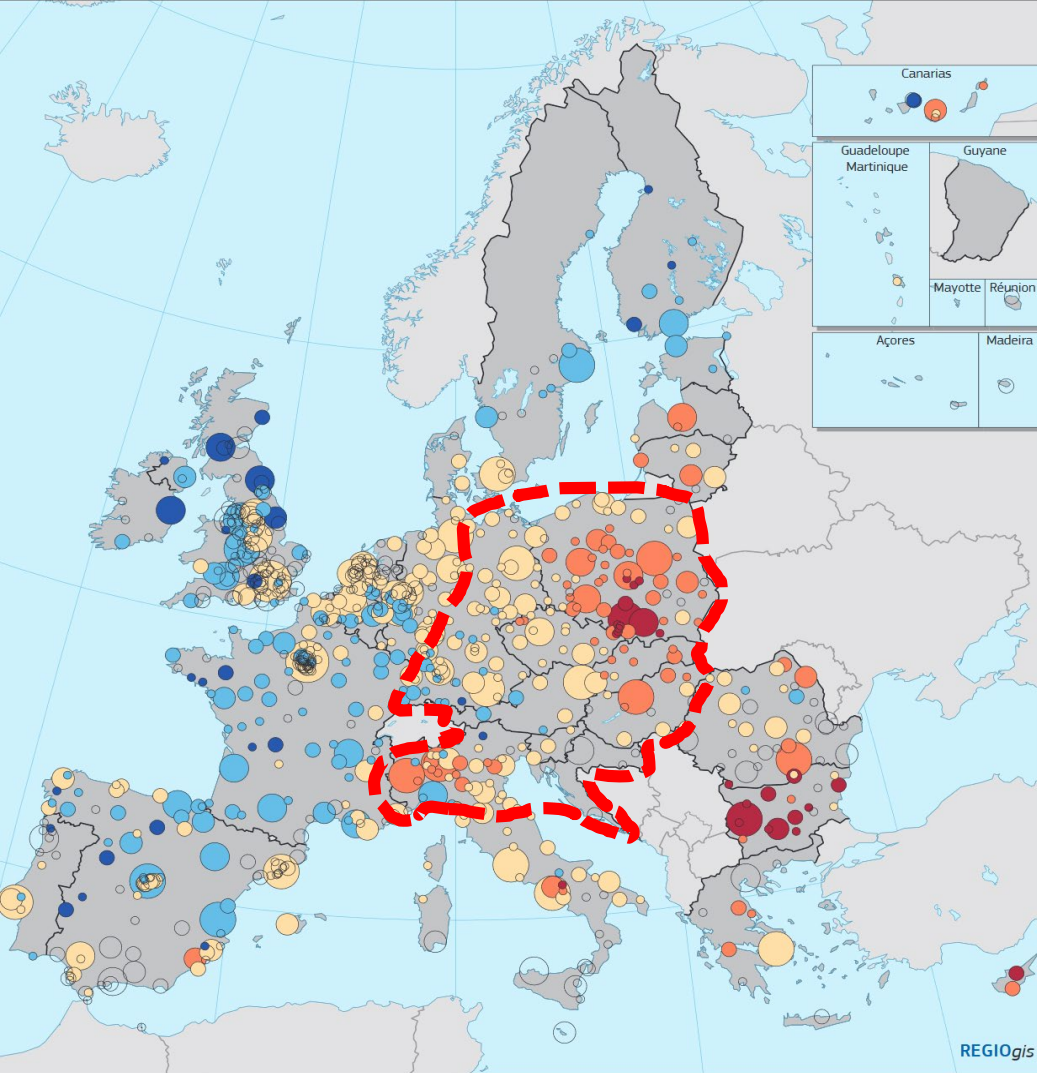 Canarias
Guadeloupe
Martinique
Guyane
Mayotte
Réunion
Açores
Madeira
REGIOgis